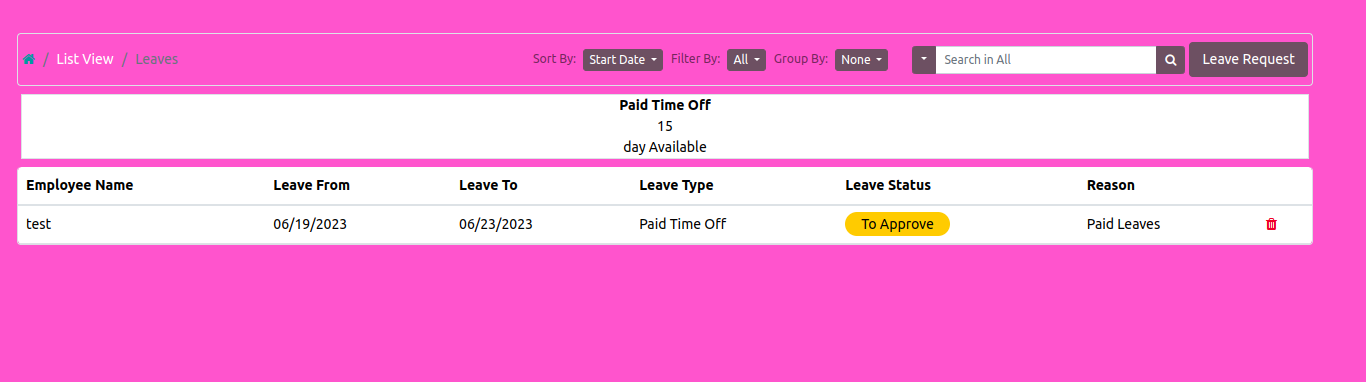 / List View / Leaves Sort By: Start Date Filter By: All Group By: None Search in All Leave Request
Paid Time Off
15
day Available
Employee Name Leave From Leave To Leave Type Leave Status Reason
test 06/19/2023 06/23/2023 Paid Time Off To Approve Paid Leaves